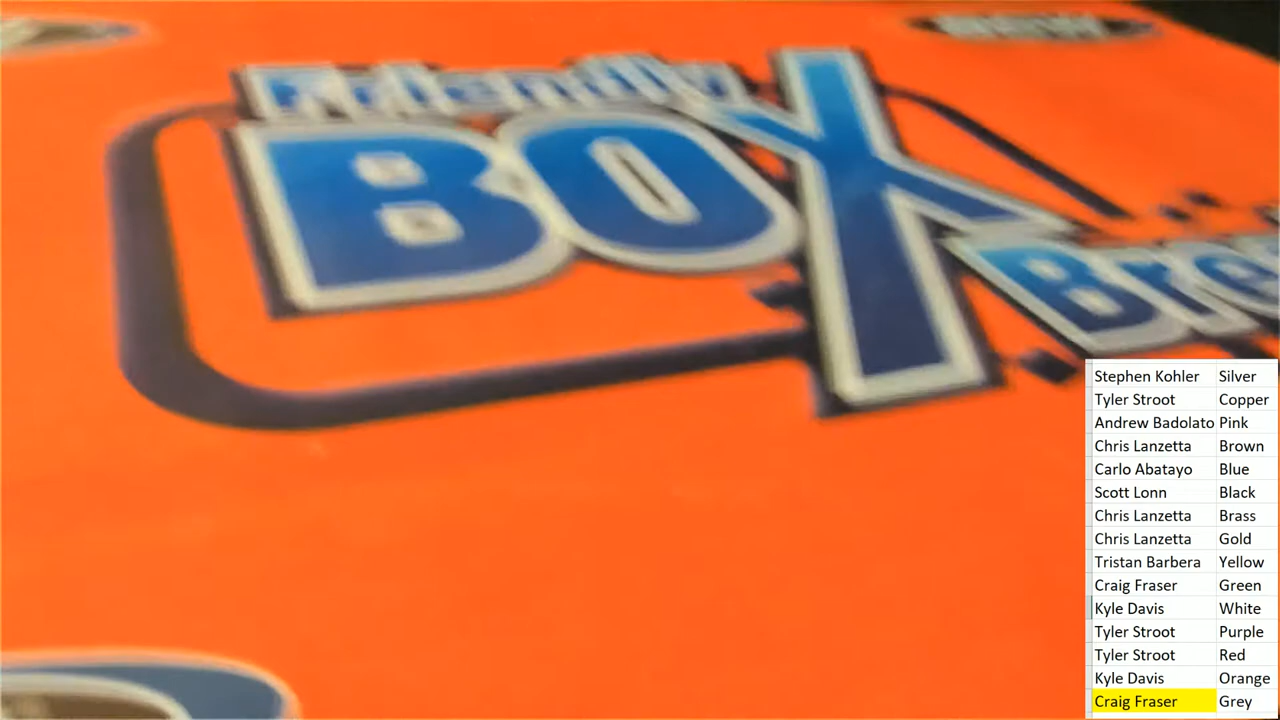 BOX
Stephen Kohler Silver
Tyler Stroot Copper
Andrew Badolato Pink
Chris Lanzetta Brown
Carlo Abatayo Blue
Scott Lonn Black
Chris Lanzetta Brass
Chris Lanzetta Gold
Tristan Barbera Yellow
Craig Fraser Green
Kyle Davis White
Tyler Stroot Purple
Tyler Stroot Red
Kyle Davis Orange
Craig Fraser Grey